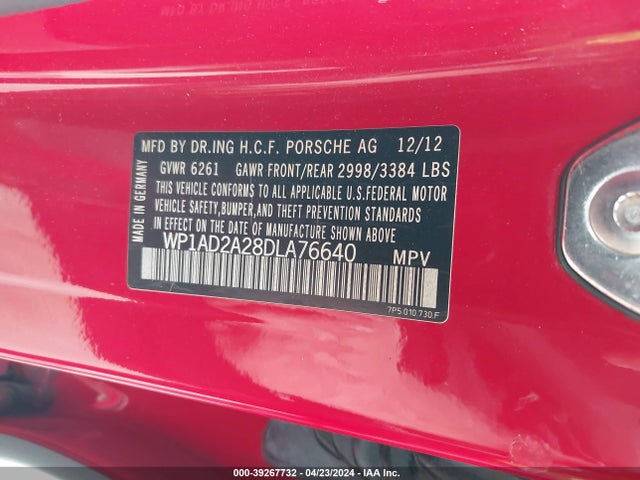 MFD BY DR.ING H.C.F. PORSCHE AG 12/12
GVWR 6261 GAWR FRONT/REAR 2998/3384 LBS
THIS VEHICLE CONFORMS TO ALL APPLICABLE U.S.FEDERAL MOTOR
VEHICLE SAFETY,BUMPER,AND THEFT PREVENTION STANDARDS
IN EFFECT ON THE DATE OF MANUFACTURE SHOWN ABOVE.
WP1AD2A28DLA76640 MPV
7P5.010.730.F
MADE IN GERMANY
000-39267732 - 04/23/2024 - IAA Inc.